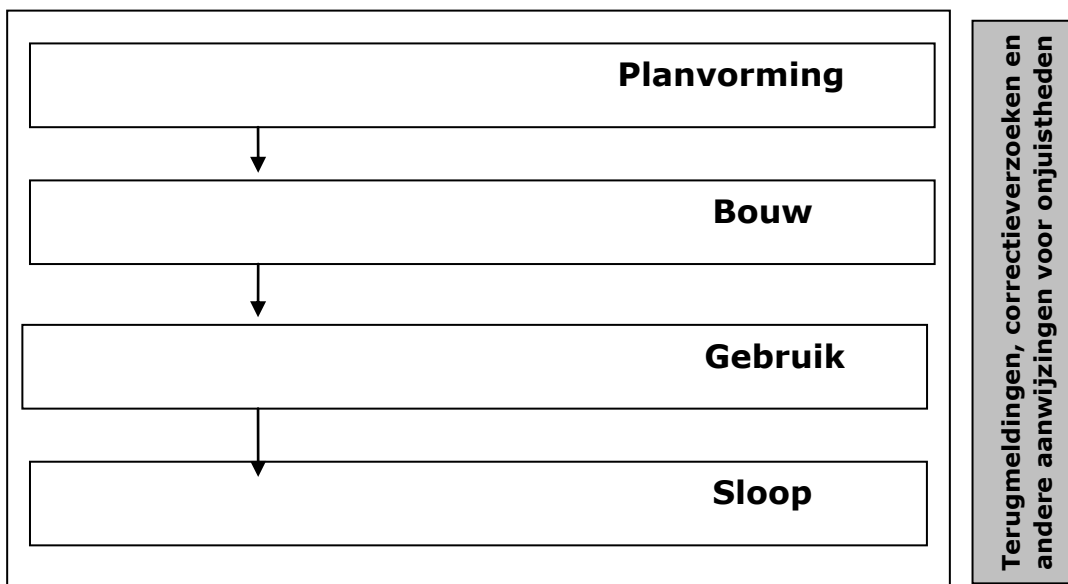 Planvorming
Bouw
Gebruik
Sloop
Terugmeldingen, correctieverzoeken en
andere aanwijzingen voor onjuistheden